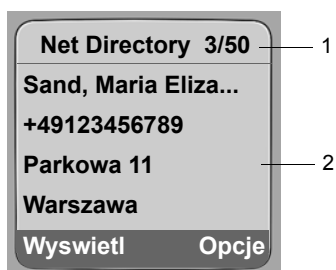 Net Directory 3/50
1
Sand, Maria Eliza...
+49123456789
Parkowa 11
2
Warszawa
Wyswietl Opcje